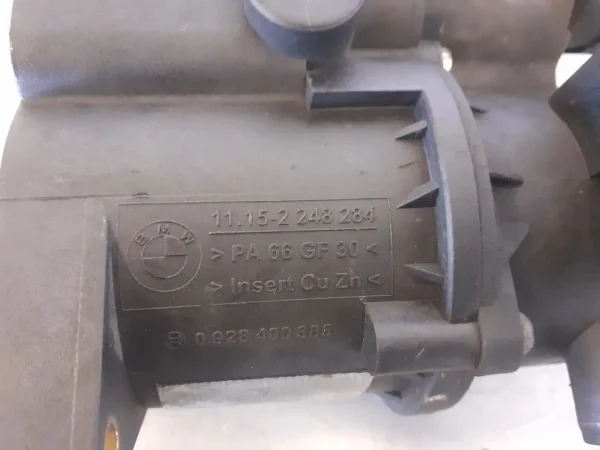 BMW
11.15-2 248 284
> PA 66 GF 30 <
> Insert Cu Zn <
0 928 400 385